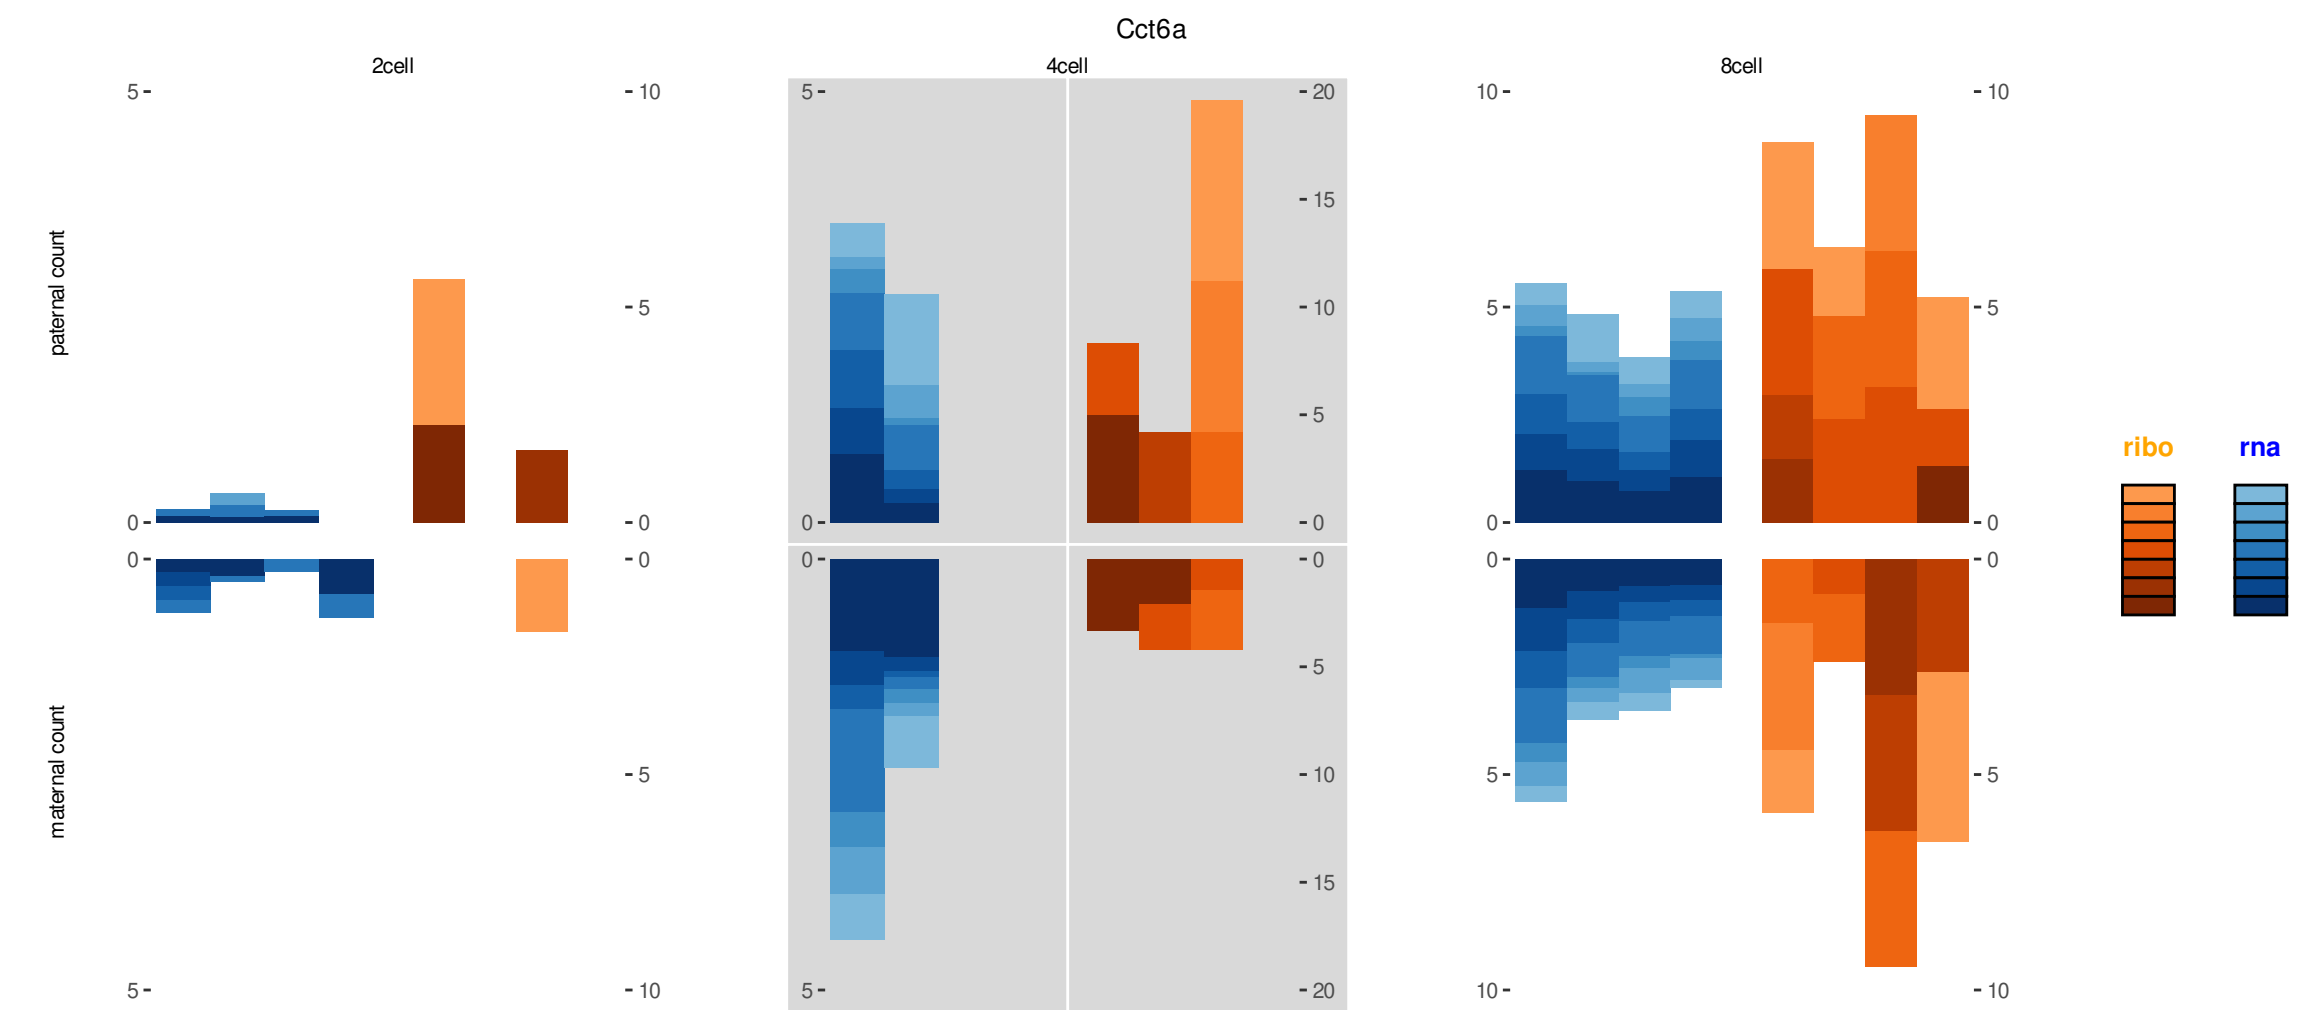 Cct6a
2cell 4cell 8cell
5 10 5 20 10 10
15
paternal count
5 10 5 5
5
ribo rna
0 0 0 0 0 0
0 0 0 0 0 0
5
maternal count
5 10 5 5
15
5 10 5 20 10 10